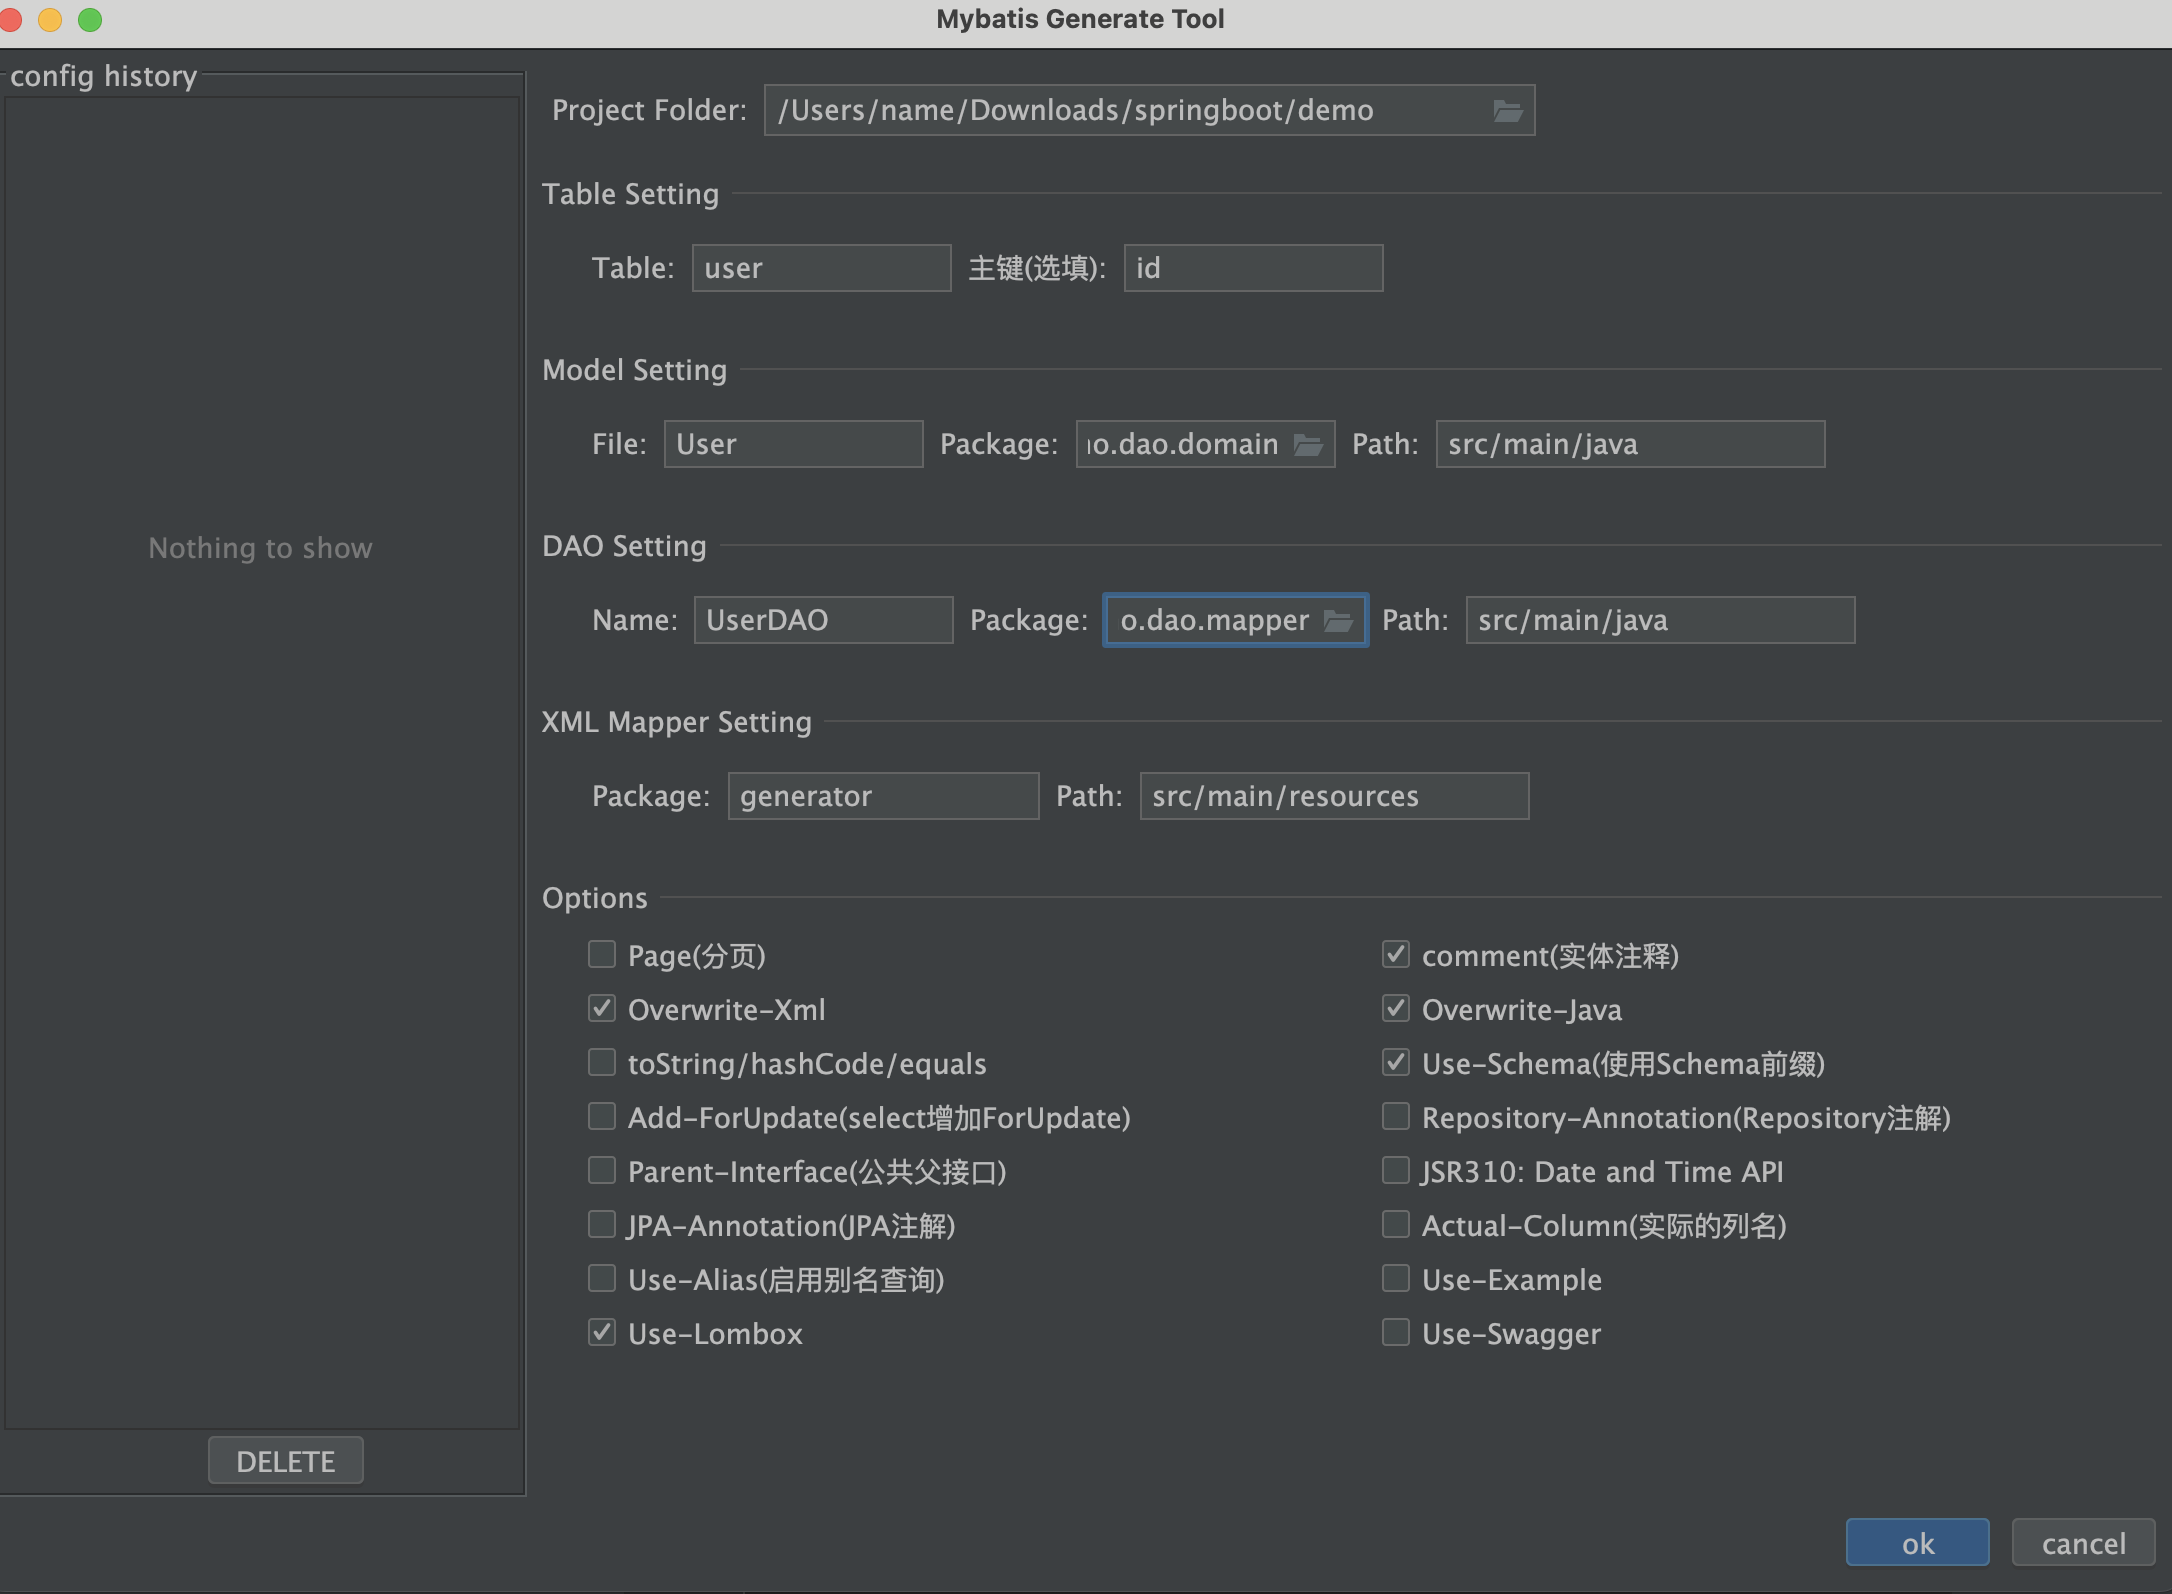 Mybatis Generate Tool
config history
Nothing to show
DELETE
Project Folder: /Users/name/Downloads/springboot/demo
Table Setting
Table: user 主键(选填): id
Model Setting
File: User Package: no.dao.domain Path: src/main/java
DAO Setting
Name: UserDAO Package: o.dao.mapper Path: src/main/java
XML Mapper Setting
Package: generator Path: src/main/resources
Options
Page(分页) comment(实体注释)
Overwrite-Xml Overwrite-Java
toString/hashCode/equals Use-Schema(使用Schema前缀)
Add-ForUpdate(select增加ForUpdate) Repository-Annotation(Repository注解)
Parent-Interface(公共父接口) JSR310: Date and Time API
JPA-Annotation(JPA注解) Actual-Column(实际的列名)
Use-Alias(启用别名查询) Use-Example
Use-Lombox Use-Swagger
ok cancel